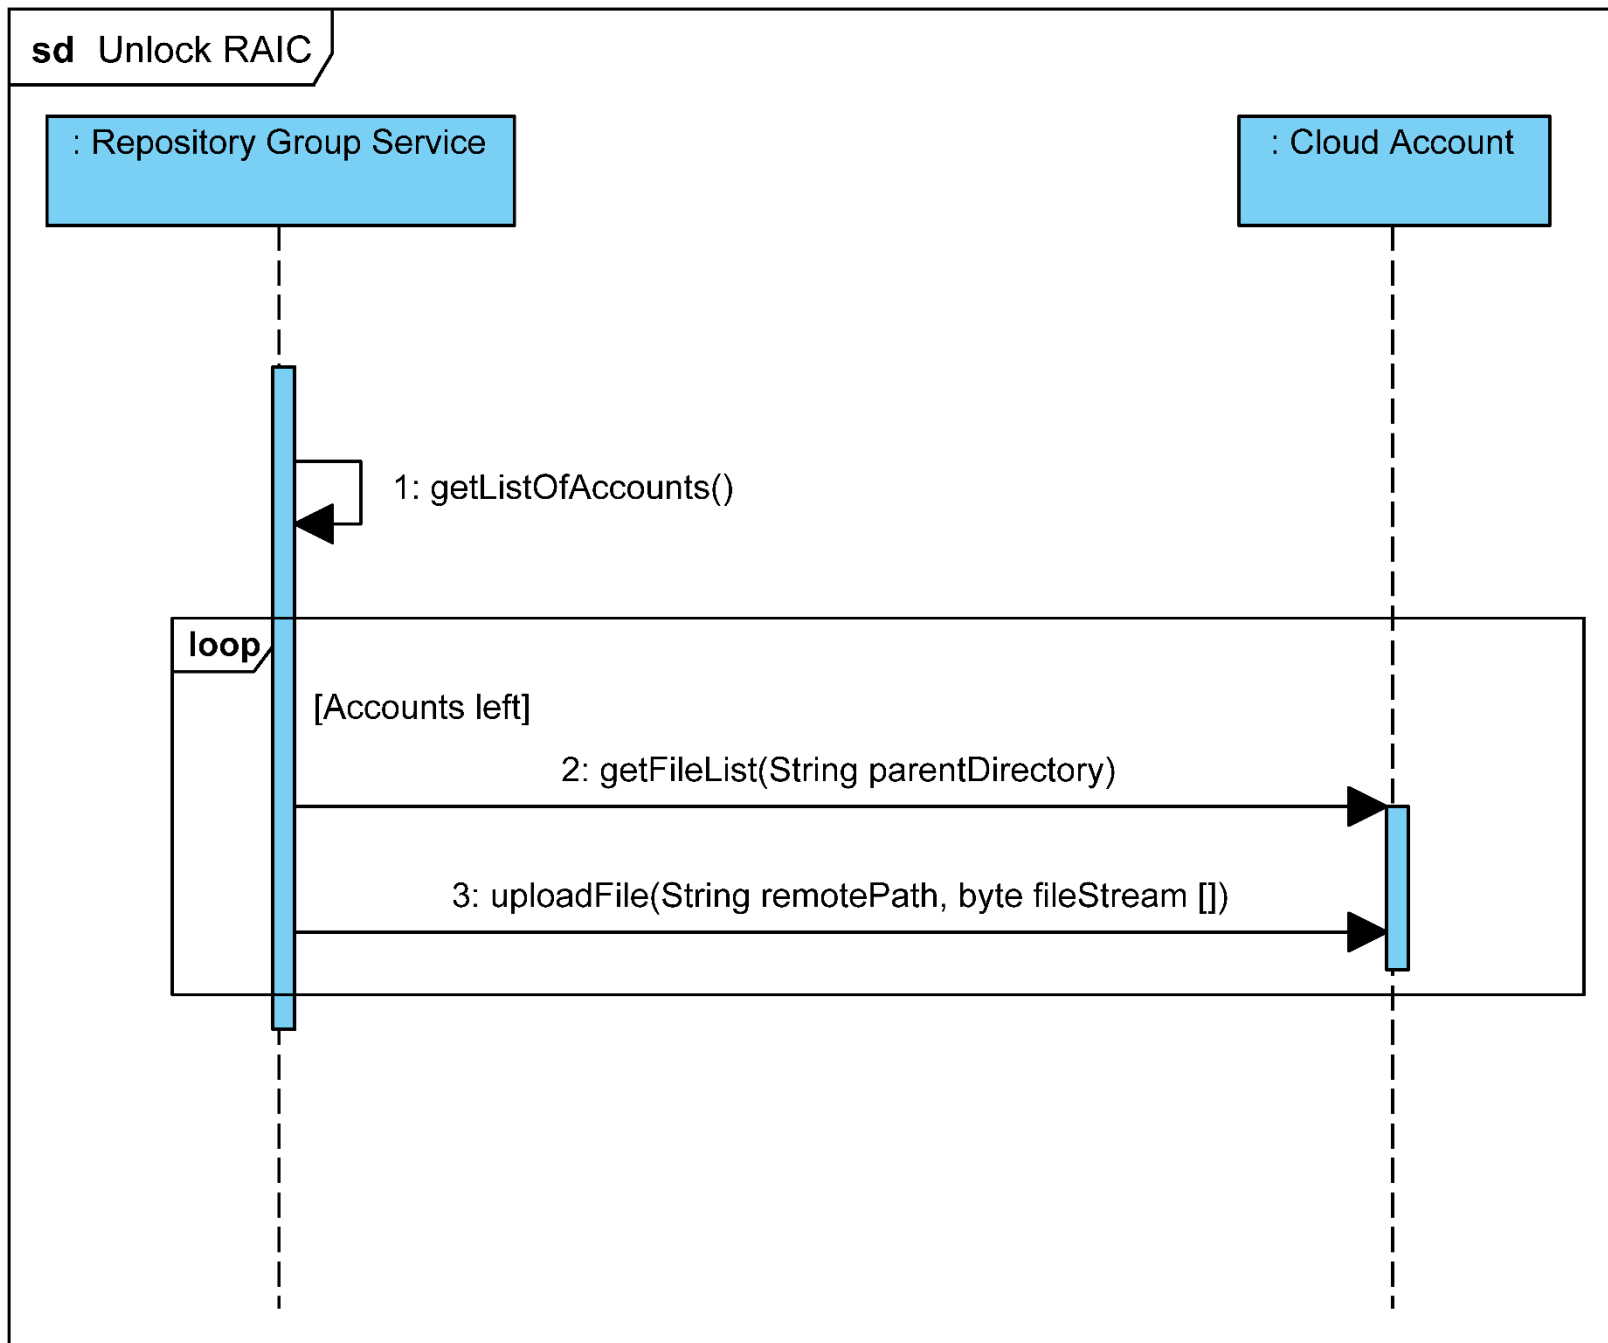 sd Unlock RAIC
: Repository Group Service
: Cloud Account
1: getListOfAccounts()
loop
[Accounts left]
2: getFileList(String parentDirectory)
3: uploadFile(String remotePath, byte fileStream [])